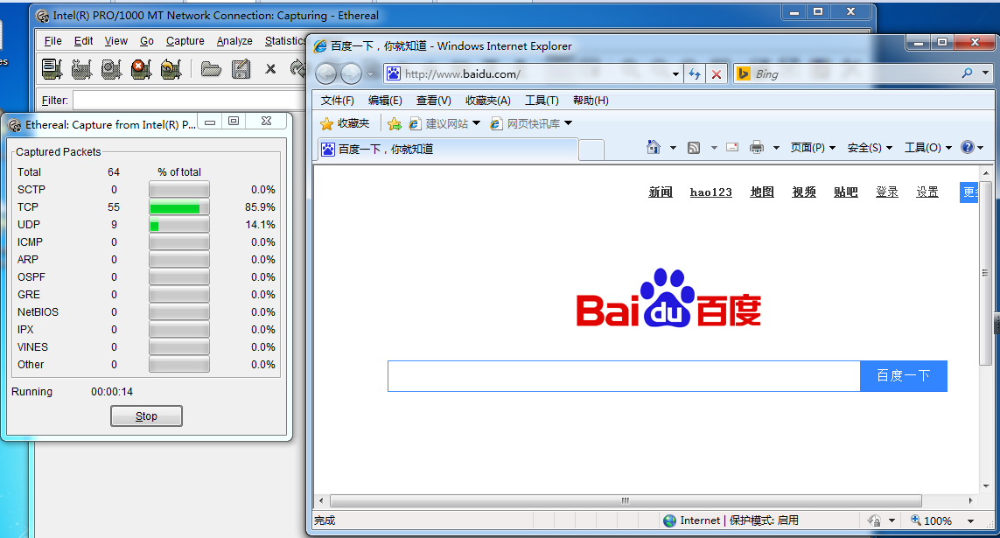 Intel(R) PRO/1000 MT Network Connection: Capturing - Ethereal
File Edit View Go Capture Analyze Statistics
Filter:
Ethereal: Capture from Intel(R) P...
Captured Packets
Total 64 % of total
SCTP 0 0.0%
TCP 55 85.9%
UDP 9 14.1%
ICMP 0 0.0%
ARP 0 0.0%
OSPF 0 0.0%
GRE 0 0.0%
NetBIOS 0 0.0%
IPX 0 0.0%
VINES 0 0.0%
Other 0 0.0%
Running 00:00:14
Stop
百度一下，你就知道 - Windows Internet Explorer
http://www.baidu.com/ Bing
文件(F) 编辑(E) 查看(V) 收藏夹(A) 工具(T) 帮助(H)
收藏夹 建议网站 网页快讯库
百度一下，你就知道 页面(P) 安全(S) 工具(O)
新闻 hao123 地图 视频 贴吧 登录 设置 更
Bai du 百度
百度一下
完成 Internet | 保护模式: 启用 100%